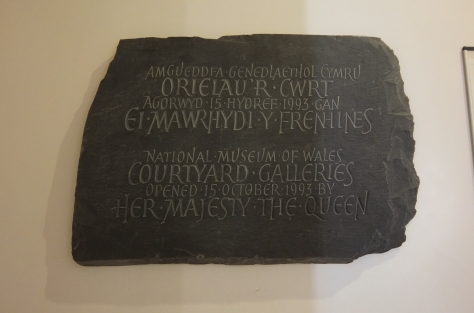 AMGUEDDFA·GENEDLAETHOL·CYMRU
ORIELAU'R·CWRT
AGORWYD·15·HYDREF·1993·GAN
EI·MAWRHYDI·Y·FRENHINES
NATIONAL·MUSEUM OF WALES
COURTYARD·GALLERIES
OPENED·15·OCTOBER·1993 BY
HER·MAJESTY·THE·QUEEN